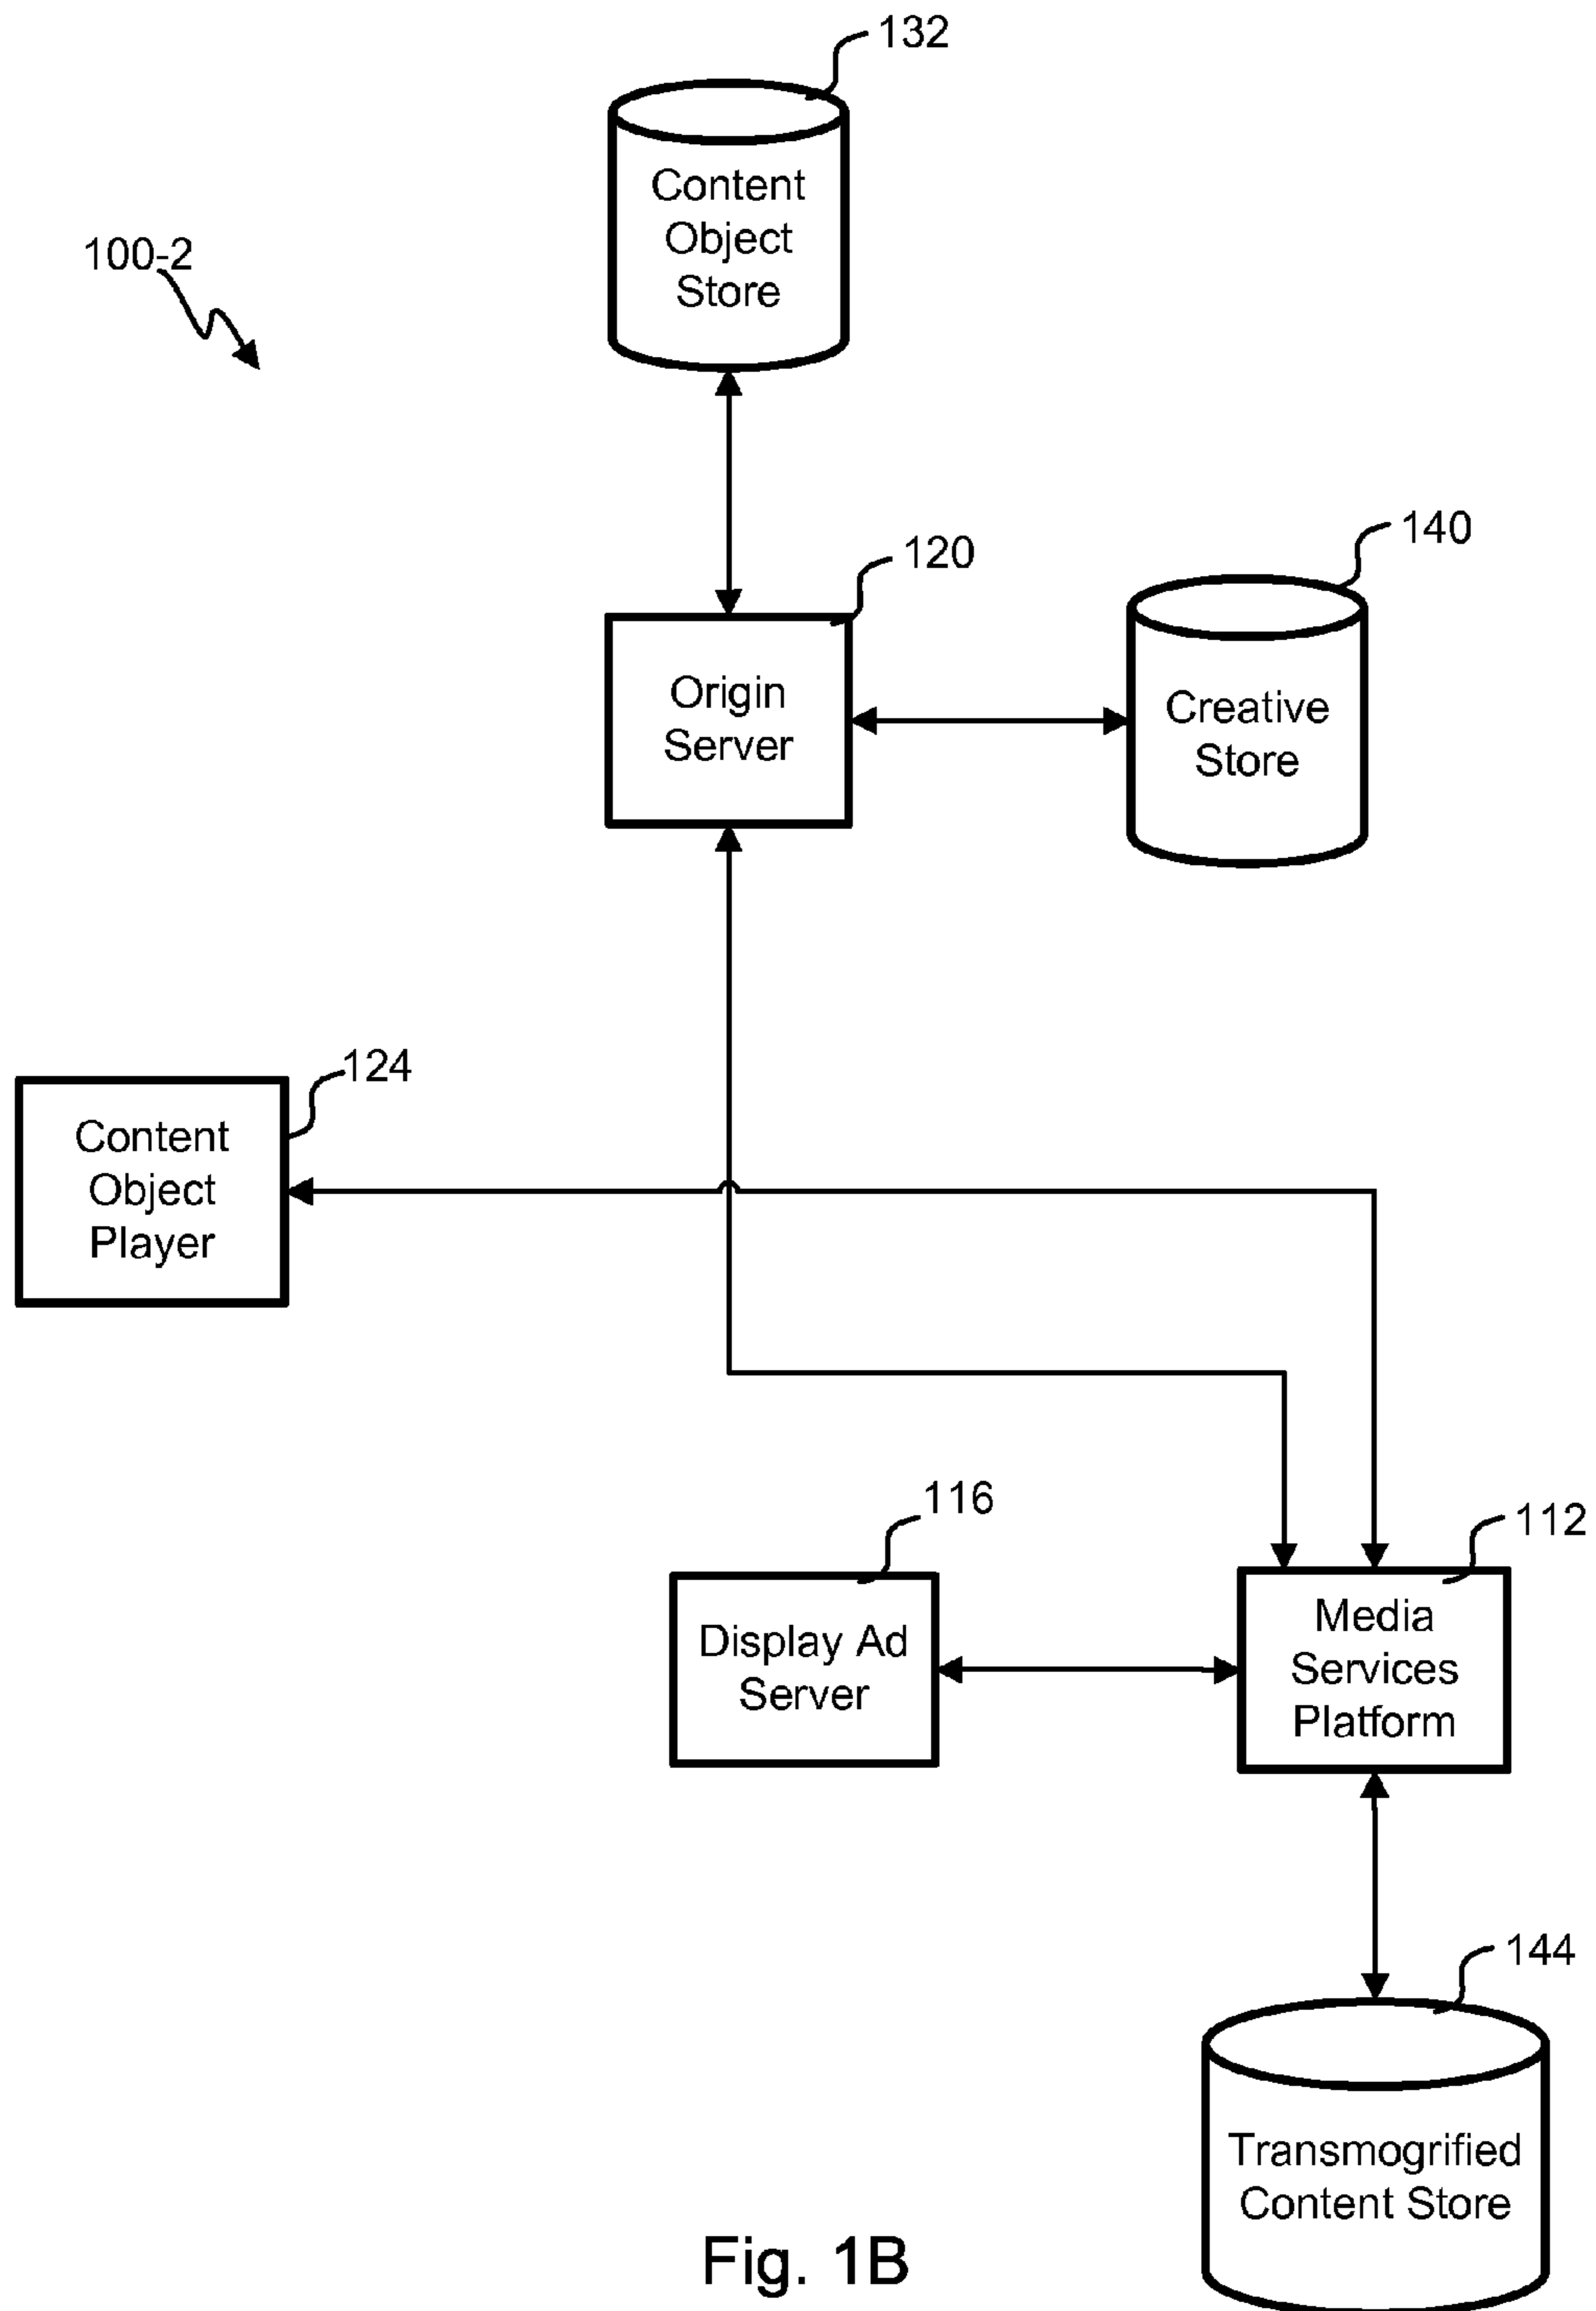 132
Content
Object
Store
100-2
140
120
Origin
Server
Creative
Store
124
Content
Object
Player
116
112
Display Ad
Server
Media
Services
Platform
144
Transmogrified
Content Store
Fig. 1B